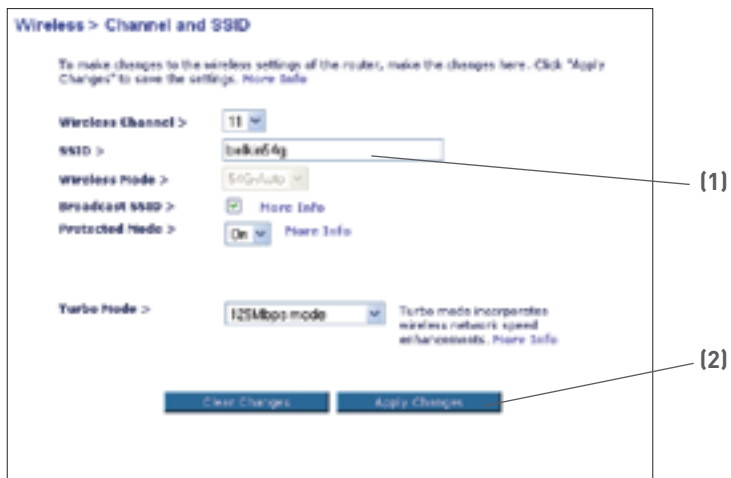 Wireless > Channel and SSID
To make changes to the wireless settings of the router, make the changes here. Click "Apply
Changes" to save the settings. More Info
Wireless Channel > 11
SSID > belkin54g
(1)
Wireless Mode > 54G-Auto
Broadcast SSID > More Info
Protected Mode > On More Info
Turbo Mode > 125Mbps mode Turbo mode incorporates
wireless network speed
enhancements. More Info
(2)
Clear Changes Apply Changes